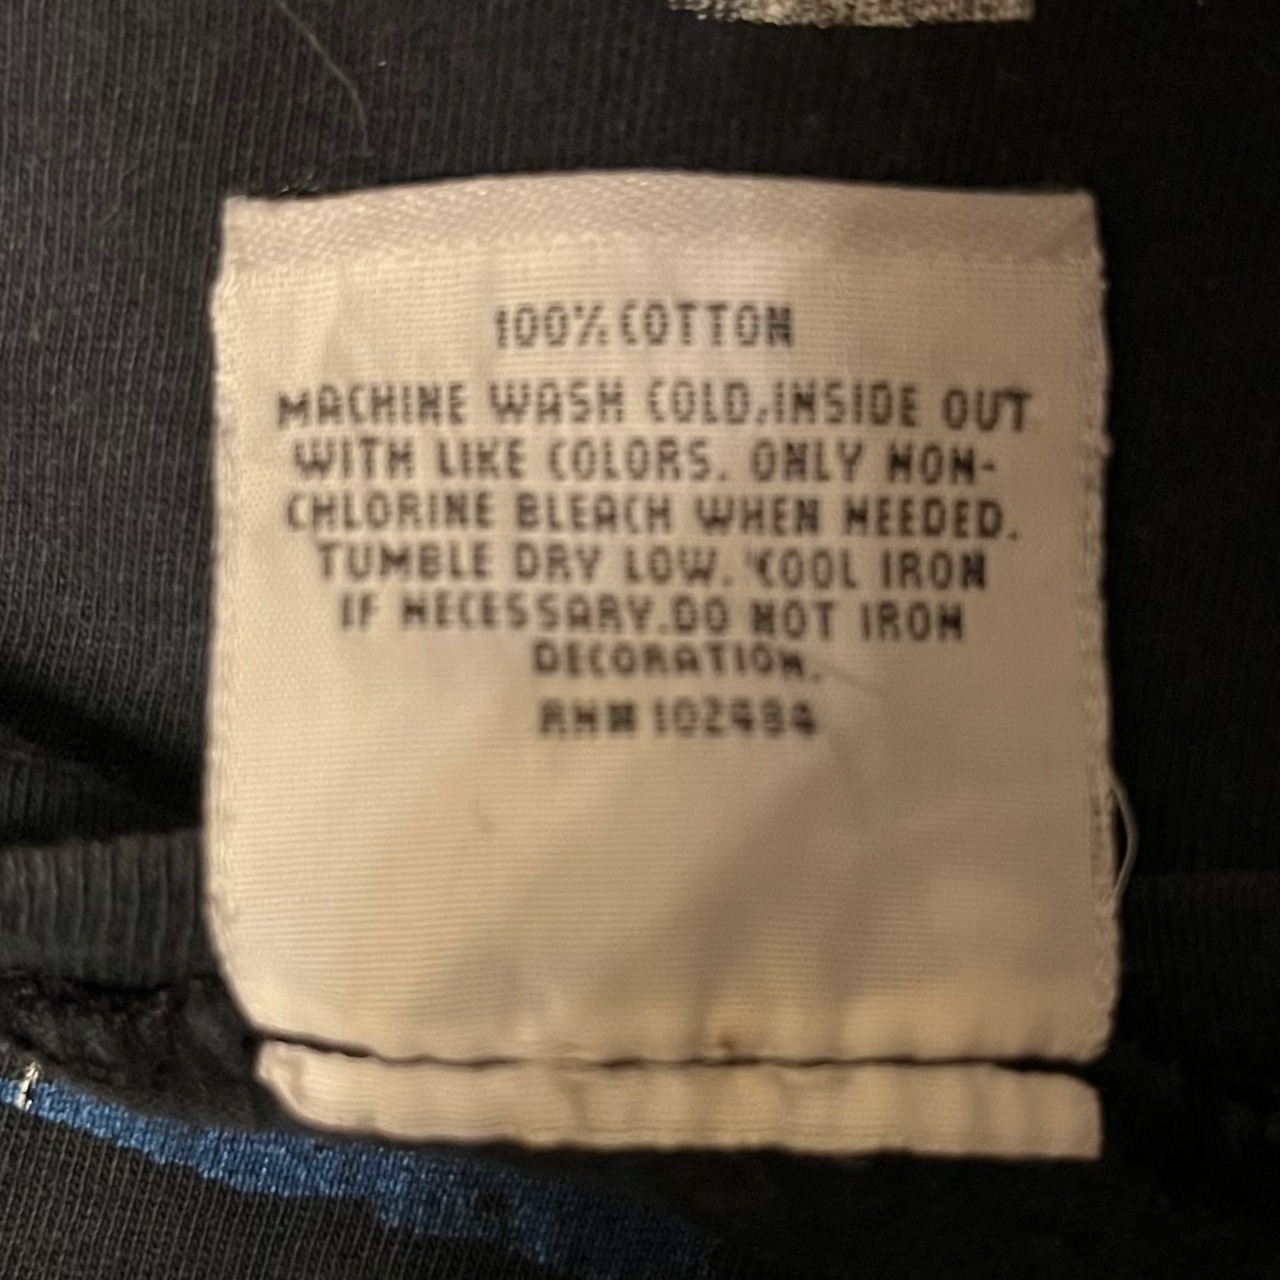 100% COTTON
MACHINE WASH COLD,INSIDE OUT
WITH LIKE COLORS. ONLY NON-
CHLORINE BLEACH WHEN NEEDED.
TUMBLE DRY LOW. COOL IRON
IF NECESSARY.DO NOT IRON
DECORATION.
RN# 102484